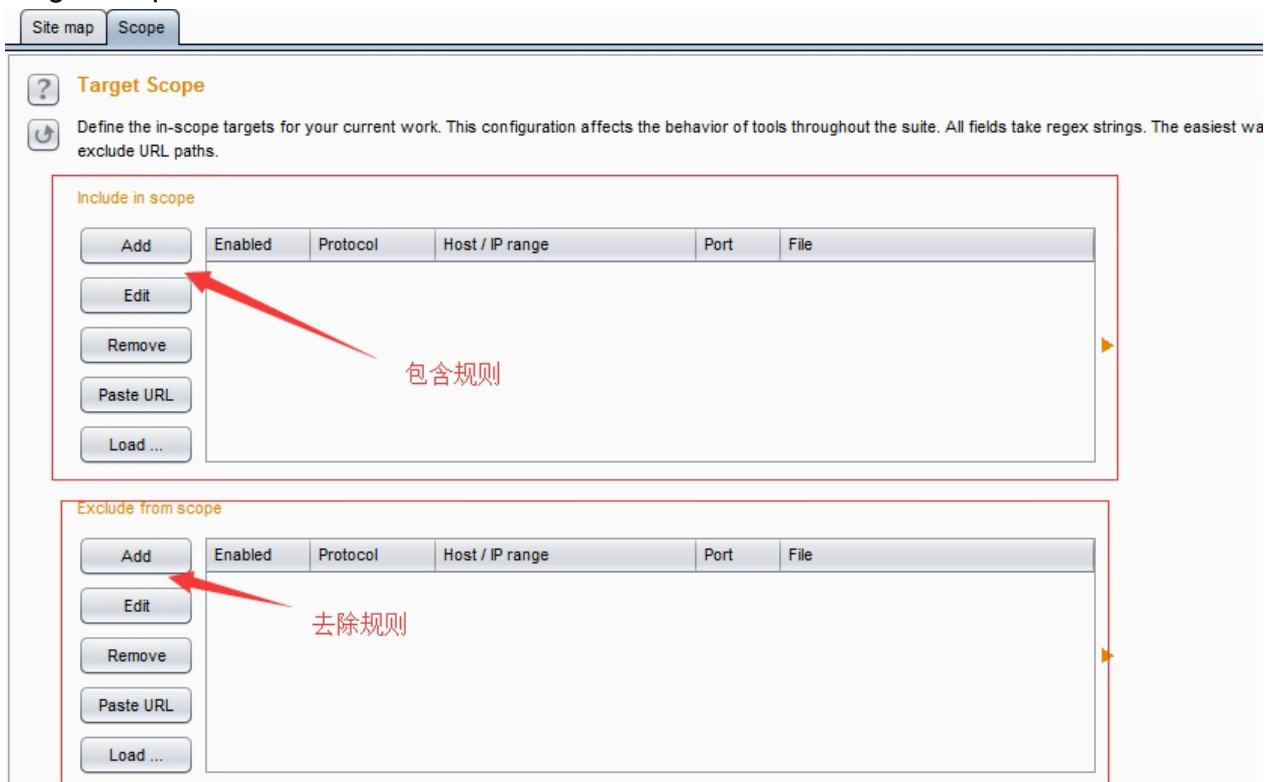 Site map Scope
Target Scope
Define the in-scope targets for your current work. This configuration affects the behavior of tools throughout the suite. All fields take regex strings. The easiest
exclude URL paths.
Include in scope
Add Enabled Protocol Host / IP range Port File
Edit
Remove
包含规则
Paste URL
Load ...
Exclude from scope
Add Enabled Protocol Host / IP range Port File
Edit
去除规则
Remove
Paste URL
Load ...